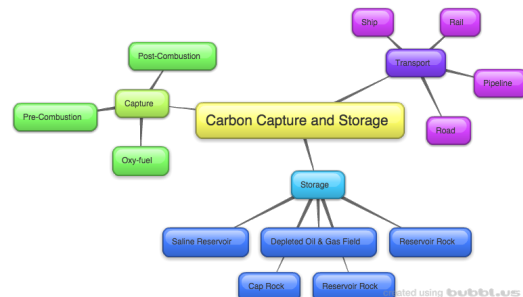 Ship
Rail
Post-Combustion
Transport
Pipeline
Capture
Pre-Combustion
Carbon Capture and Storage
Road
Oxy-fuel
Storage
Saline Reservoir
Depleted Oil & Gas Field
Reservoir Rock
Cap Rock
Reservoir Rock
created using bubbl.us